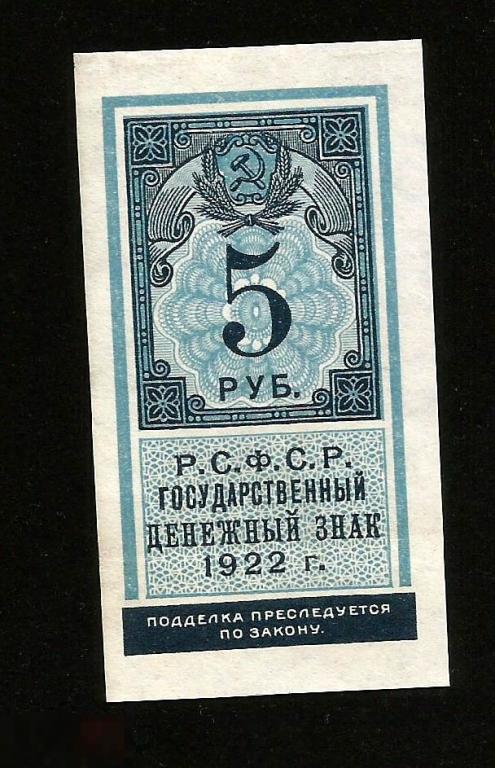 5
РУБ.
Р.С.Ф.С.Р.
ГОСУДАРСТВЕННЫЙ
ДЕНЕЖНЫЙ ЗНАК
1922 г.
ПОДДЕЛКА ПРЕСЛЕДУЕТСЯ
ПО ЗАКОНУ.